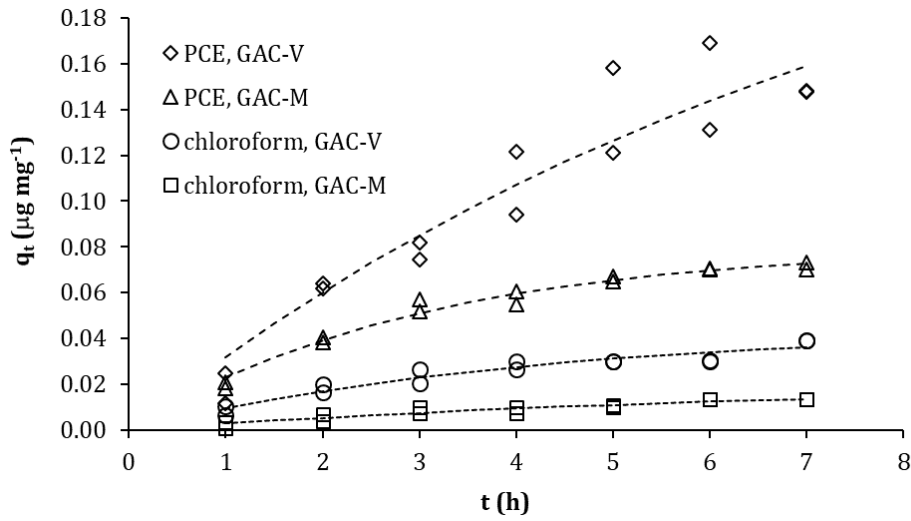 0.18
0.16
0.14
0.12
0.10
0.08
0.06
0.04
0.02
0.00
qt (μg mg-1)
PCE, GAC-V
PCE, GAC-M
chloroform, GAC-V
chloroform, GAC-M
0 1 2 3 4 5 6 7 8
t (h)